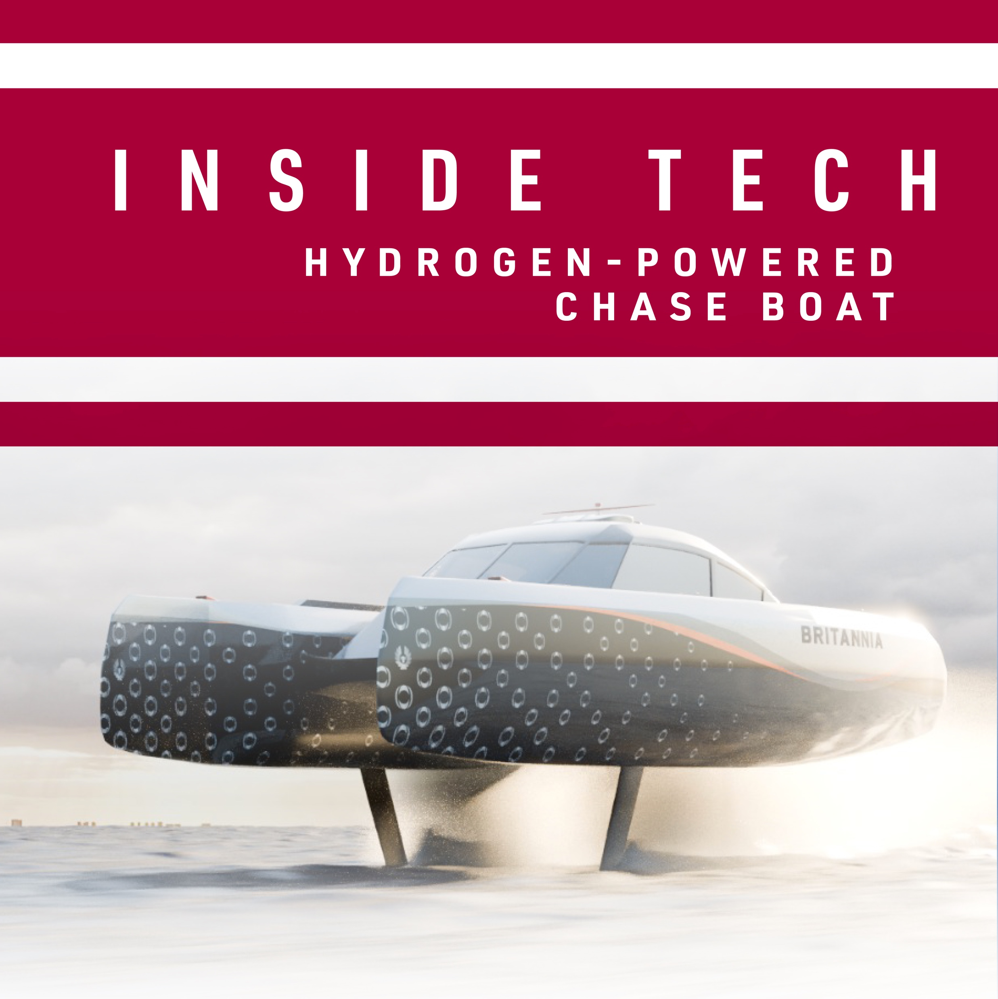 INSIDE TECH
HYDROGEN-POWERED
CHASE BOAT
BRITANNIA